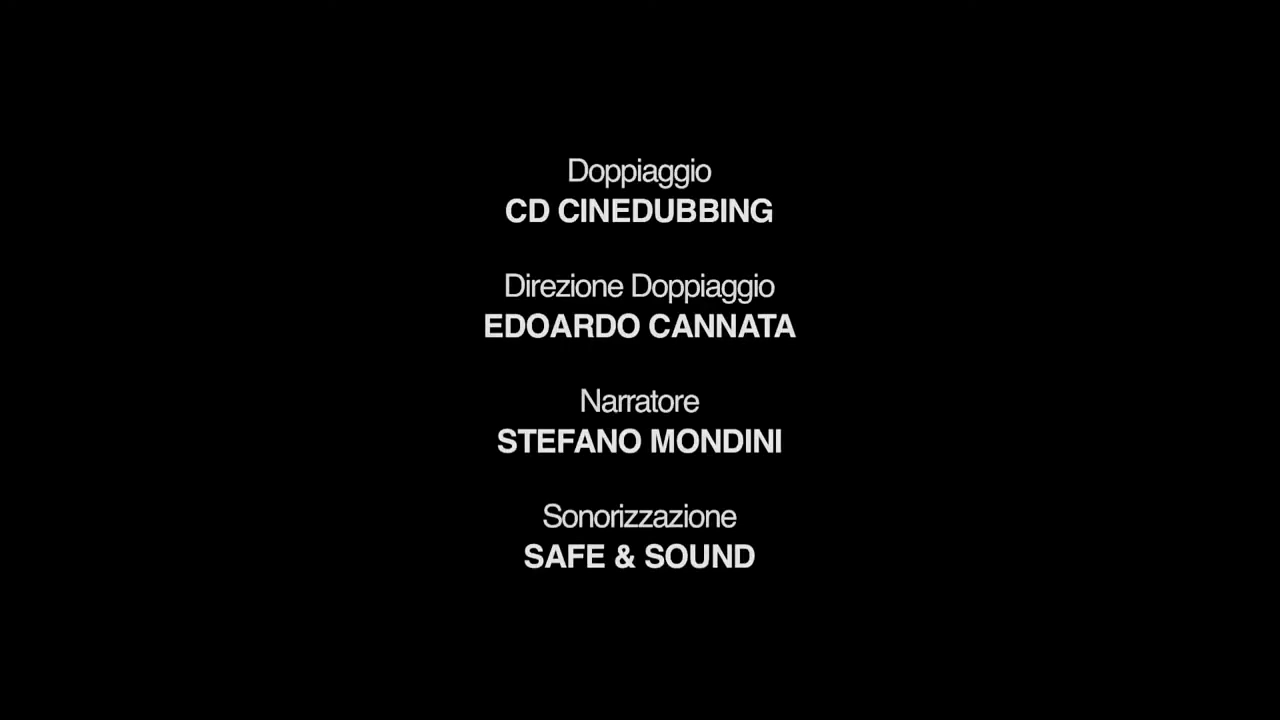 Doppiaggio
CD CINEDUBBING
Direzione Doppiaggio
EDOARDO CANNATA
Narratore
STEFANO MONDINI
Sonorizzazione
SAFE & SOUND